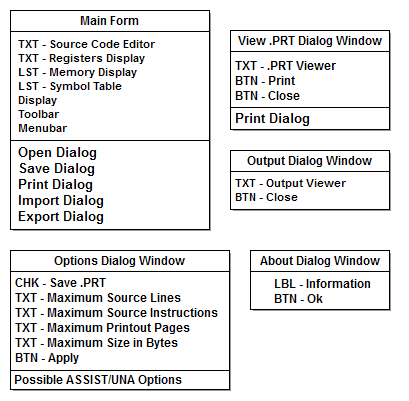 Main Form
TXT - Source Code Editor
TXT - Registers Display
LST - Memory Display
LST - Symbol Table
Display
Toolbar
Menubar
Open Dialog
Save Dialog
Print Dialog
Import Dialog
Export Dialog
View .PRT Dialog Window
TXT - .PRT Viewer
BTN - Print
BTN - Close
Print Dialog
Output Dialog Window
TXT - Output Viewer
BTN - Close
Options Dialog Window
CHK - Save .PRT
TXT - Maximum Source Lines
TXT - Maximum Source Instructions
TXT - Maximum Printout Pages
TXT - Maximum Size in Bytes
BTN - Apply
Possible ASSIST/UNA Options
About Dialog Window
LBL - Information
BTN - Ok